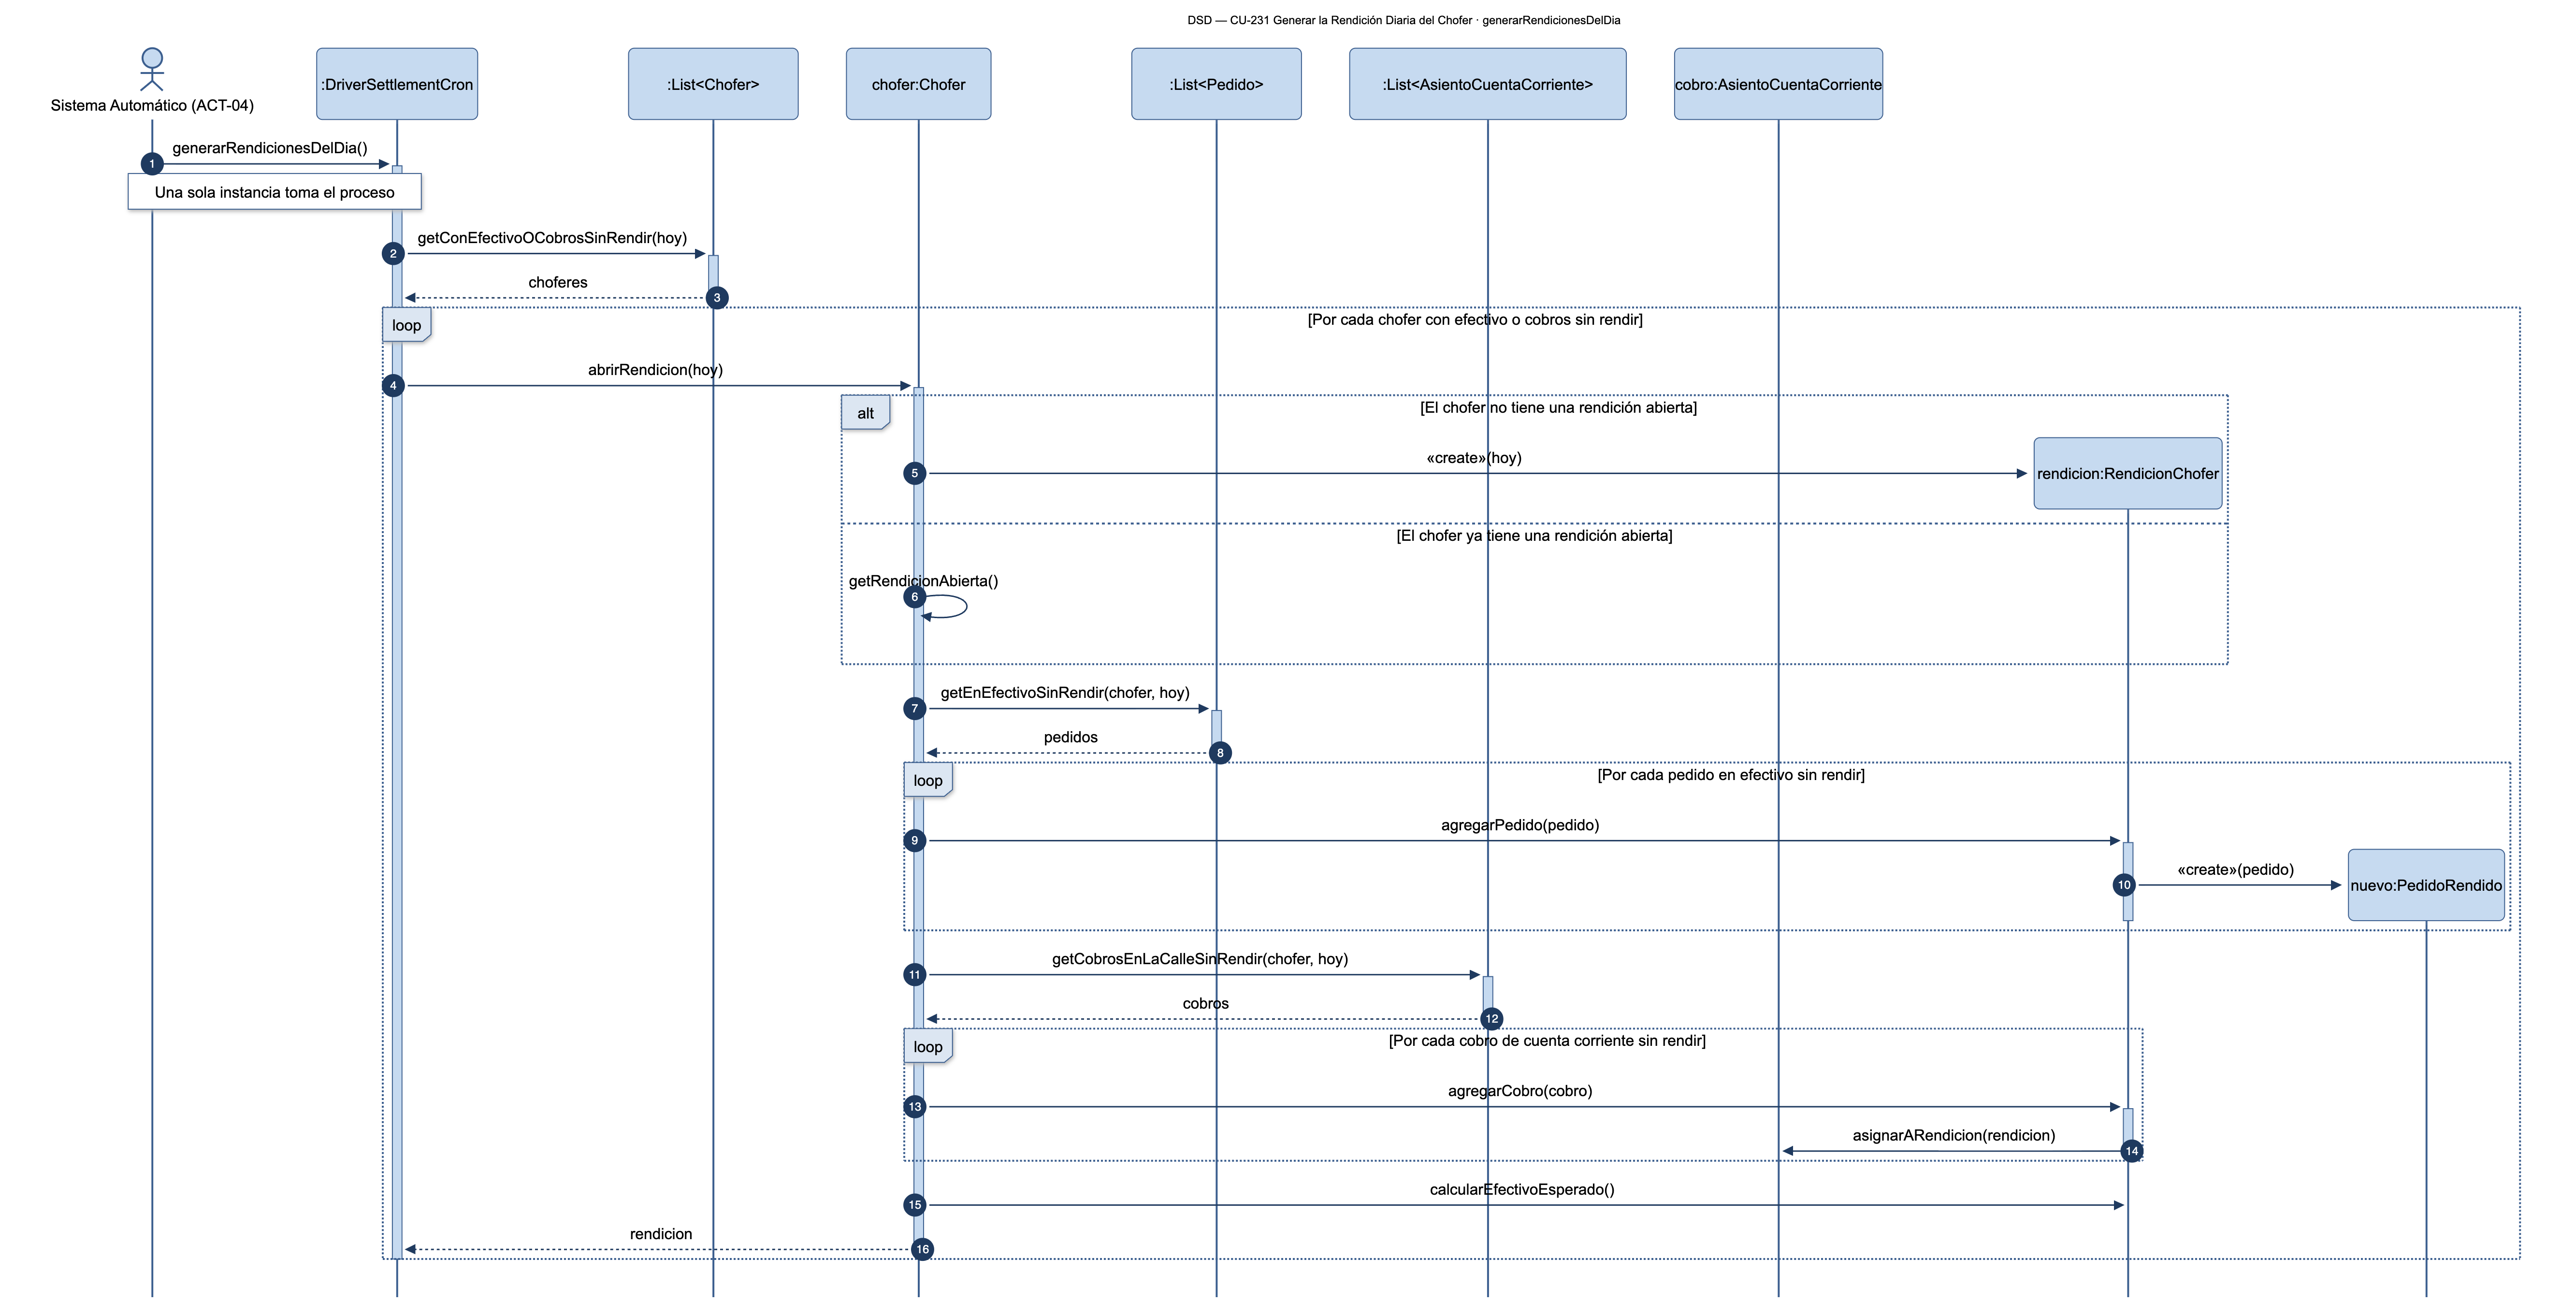 DSD — CU-231 Generar la Rendición Diaria del Chofer · generarRendicionesDelDia
Sistema Automático (ACT-04)
:DriverSettlementCron
:List<Chofer>
chofer:Chofer
:List<Pedido>
:List<AsientoCuentaCorriente>
cobro:AsientoCuentaCorriente
1
generarRendicionesDelDia()
Una sola instancia toma el proceso
2
getConEfectivoOCobrosSinRendir(hoy)
choferes
3
loop
[Por cada chofer con efectivo o cobros sin rendir]
4
abrirRendicion(hoy)
alt
[El chofer no tiene una rendición abierta]
5
«create»(hoy)
rendicion:RendicionChofer
[El chofer ya tiene una rendición abierta]
getRendicionAbierta()
6
7
getEnEfectivoSinRendir(chofer, hoy)
pedidos
8
loop
[Por cada pedido en efectivo sin rendir]
9
agregarPedido(pedido)
10
«create»(pedido)
nuevo:PedidoRendido
11
getCobrosEnLaCalleSinRendir(chofer, hoy)
cobros
12
loop
[Por cada cobro de cuenta corriente sin rendir]
13
agregarCobro(cobro)
asignarARendicion(rendicion)
14
15
calcularEfectivoEsperado()
rendicion
16